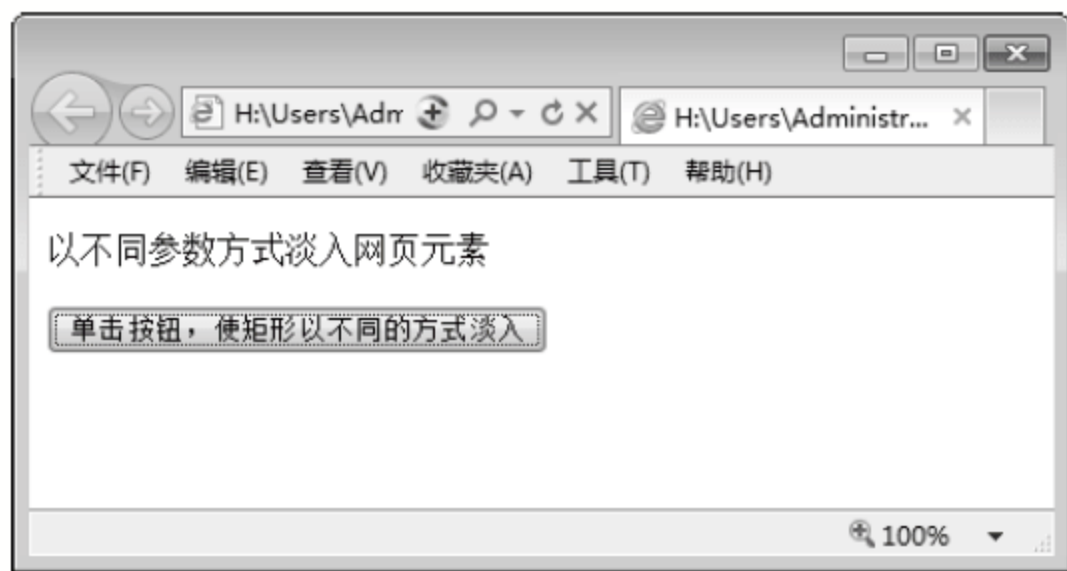 H:\Users\Adm
H:\Users\Administr...
文件(F) 编辑(E) 查看(V) 收藏夹(A) 工具(T) 帮助(H)
以不同参数方式淡入网页元素
单击按钮，使矩形以不同的方式淡入
100%